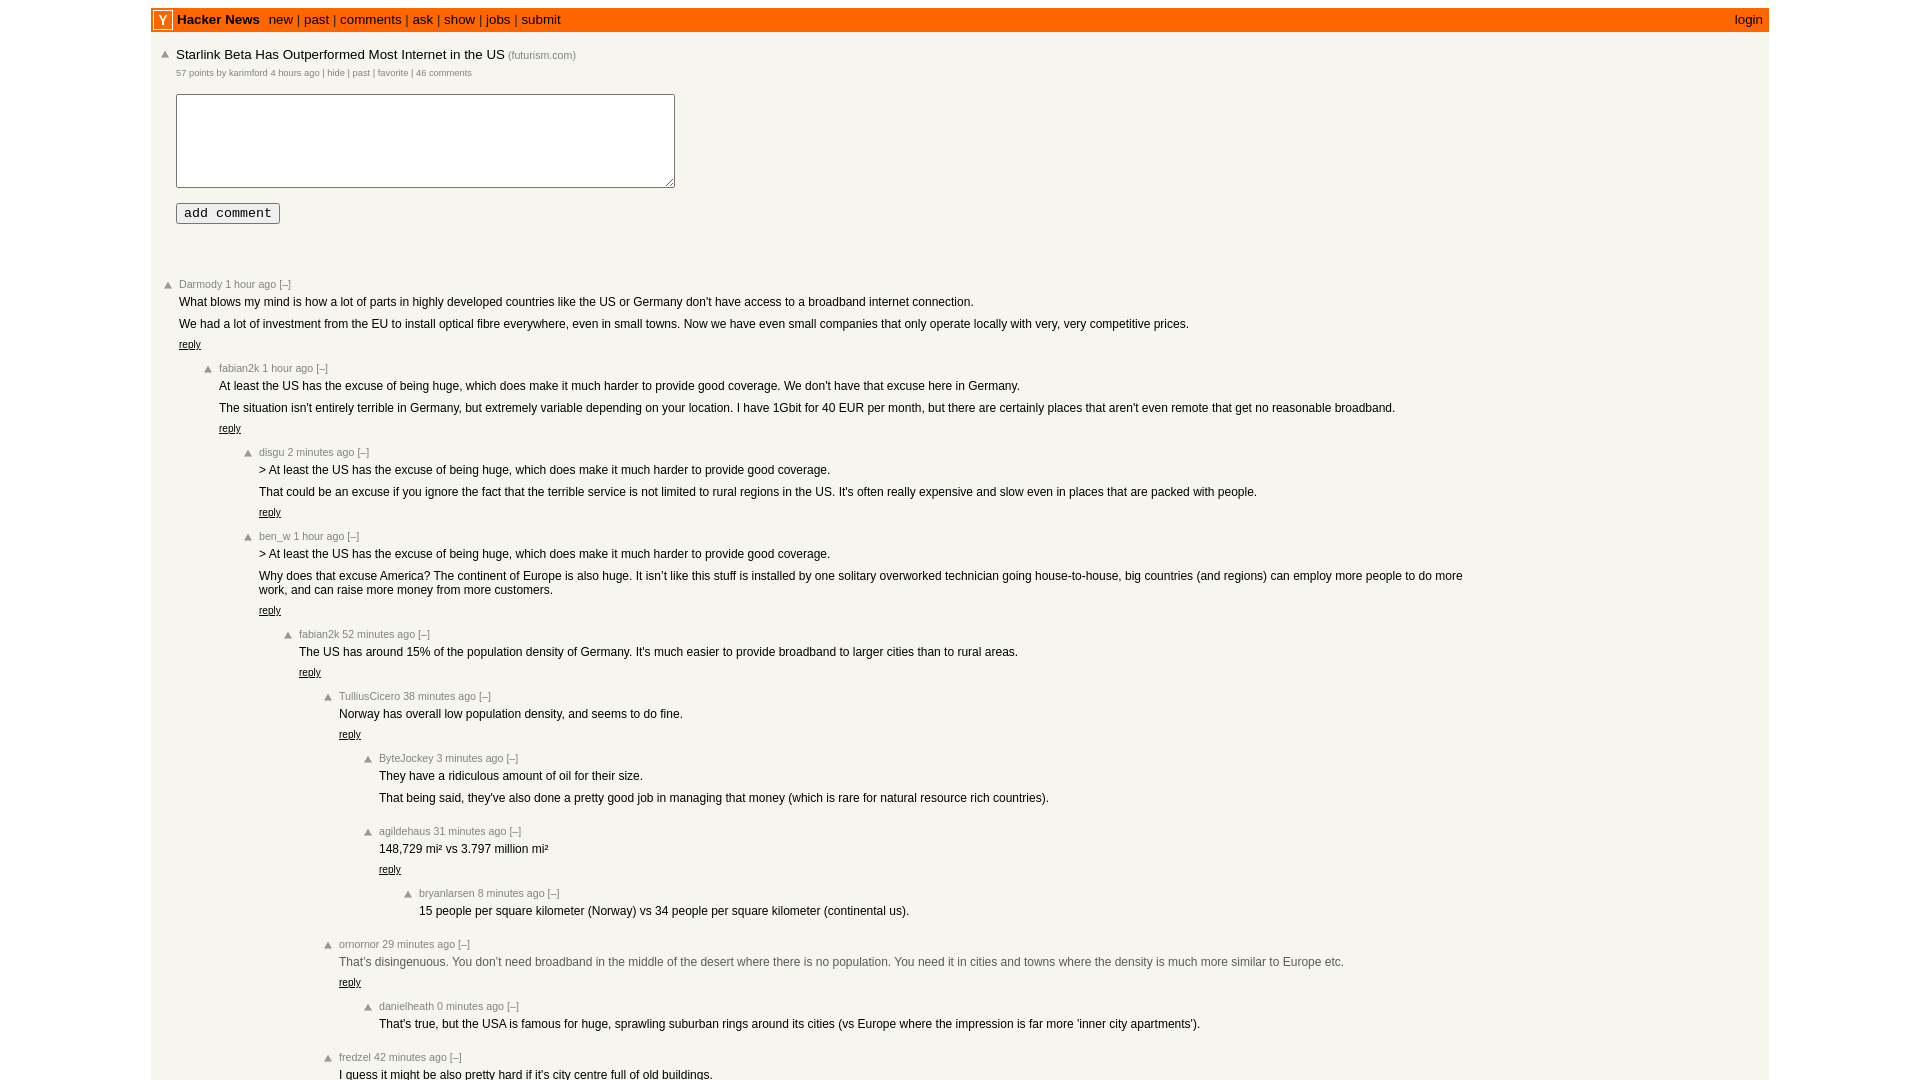 Y Hacker News new | past | comments | ask | show | jobs | submit login
Starlink Beta Has Outperformed Most Internet in the US (futurism.com)
57 points by karimford 4 hours ago | hide | past | favorite | 46 comments
add comment
Darmody 1 hour ago [–]
What blows my mind is how a lot of parts in highly developed countries like the US or Germany don't have access to a broadband internet connection.
We had a lot of investment from the EU to install optical fibre everywhere, even in small towns. Now we have even small companies that only operate locally with very, very competitive prices.
reply
fabian2k 1 hour ago [–]
At least the US has the excuse of being huge, which does make it much harder to provide good coverage. We don't have that excuse here in Germany.
The situation isn't entirely terrible in Germany, but extremely variable depending on your location. I have 1Gbit for 40 EUR per month, but there are certainly places that aren't even remote that get no reasonable broadband.
reply
disgu 2 minutes ago [–]
> At least the US has the excuse of being huge, which does make it much harder to provide good coverage.
That could be an excuse if you ignore the fact that the terrible service is not limited to rural regions in the US. It's often really expensive and slow even in places that are packed with people.
reply
ben_w 1 hour ago [–]
> At least the US has the excuse of being huge, which does make it much harder to provide good coverage.
Why does that excuse America? The continent of Europe is also huge. It isn’t like this stuff is installed by one solitary overworked technician going house-to-house, big countries (and regions) can employ more people to do more
work, and can raise more money from more customers.
reply
fabian2k 52 minutes ago [–]
The US has around 15% of the population density of Germany. It's much easier to provide broadband to larger cities than to rural areas.
reply
TulliusCicero 38 minutes ago [–]
Norway has overall low population density, and seems to do fine.
reply
ByteJockey 3 minutes ago [–]
They have a ridiculous amount of oil for their size.
That being said, they've also done a pretty good job in managing that money (which is rare for natural resource rich countries).
agildehaus 31 minutes ago [–]
148,729 mi² vs 3.797 million mi²
reply
bryanlarsen 8 minutes ago [–]
15 people per square kilometer (Norway) vs 34 people per square kilometer (continental us).
ornornor 29 minutes ago [–]
That’s disingenuous. You don’t need broadband in the middle of the desert where there is no population. You need it in cities and towns where the density is much more similar to Europe etc.
reply
danielheath 0 minutes ago [–]
That's true, but the USA is famous for huge, sprawling suburban rings around its cities (vs Europe where the impression is far more 'inner city apartments').
fredzel 42 minutes ago [–]
I guess it might be also pretty hard if it's city centre full of old buildings.